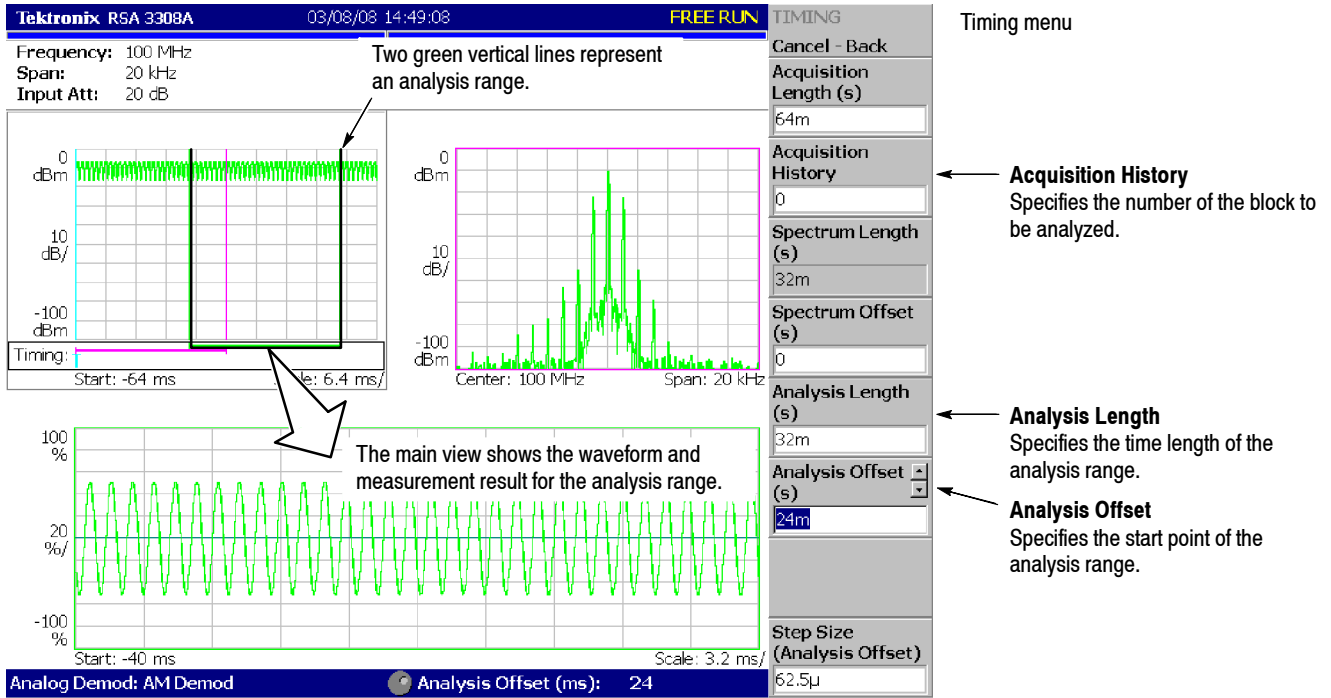 Tektronix RSA 3308A 03/08/08 14:49:08 FREE RUN
Frequency: 100 MHz
Span: 20 kHz
Input Att: 20 dB
Two green vertical lines represent
an analysis range.
0
dBm
10
dB/
-100
dBm
Timing:
Start: -64 ms
6.4 ms/
0
dBm
10
dB/
-100
dBm
Center: 100 MHz
Span: 20 kHz
100
%
20
%/
-100
%
The main view shows the waveform and
measurement result for the analysis range.
Start: -40 ms
Scale: 3.2 ms/
Analog Demod: AM Demod
Analysis Offset (ms): 24
TIMING
Cancel - Back
Acquisition
Length (s)
64m
Acquisition
History
0
Spectrum Length
(s)
32m
Spectrum Offset
(s)
0
Analysis Length
(s)
32m
Analysis Offset
(s)
24m
Step Size
(Analysis Offset)
62.5µ
Timing menu
Acquisition History
Specifies the number of the block to
be analyzed.
Analysis Length
Specifies the time length of the
analysis range.
Analysis Offset
Specifies the start point of the
analysis range.